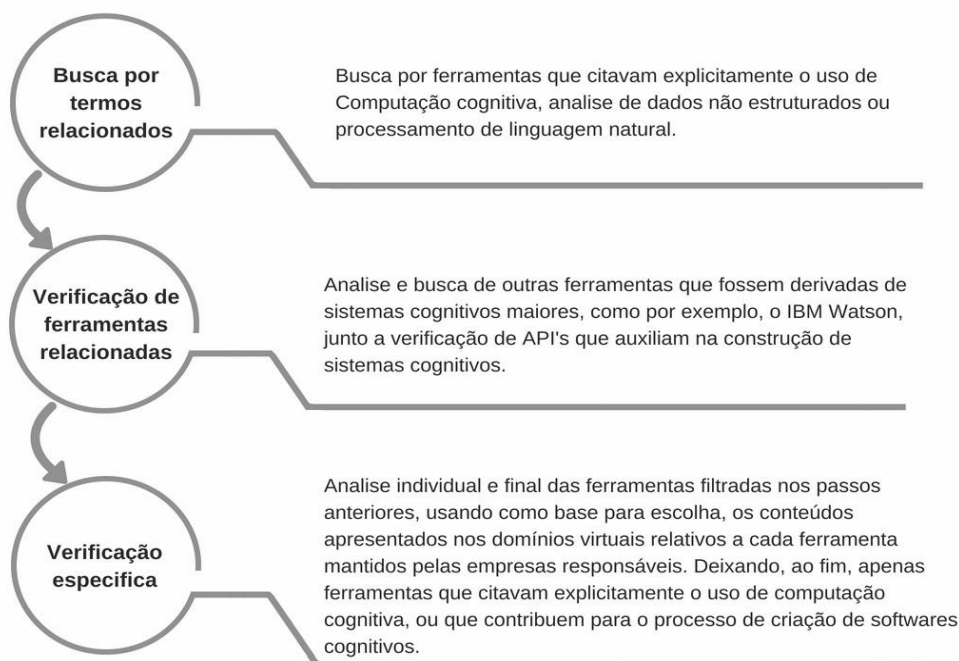 Busca por
termos
relacionados
Busca por ferramentas que citavam explicitamente o uso de
Computação cognitiva, analise de dados não estruturados ou
processamento de linguagem natural.
Verificação de
ferramentas
relacionadas
Analise e busca de outras ferramentas que fossem derivadas de
sistemas cognitivos maiores, como por exemplo, o IBM Watson,
junto a verificação de API's que auxiliam na construção de
sistemas cognitivos.
Verificação
especifica
Analise individual e final das ferramentas filtradas nos passos
anteriores, usando como base para escolha, os conteúdos
apresentados nos domínios virtuais relativos a cada ferramenta
mantidos pelas empresas responsáveis. Deixando, ao fim, apenas
ferramentas que citavam explicitamente o uso de computação
cognitiva, ou que contribuem para o processo de criação de softwares
cognitivos.